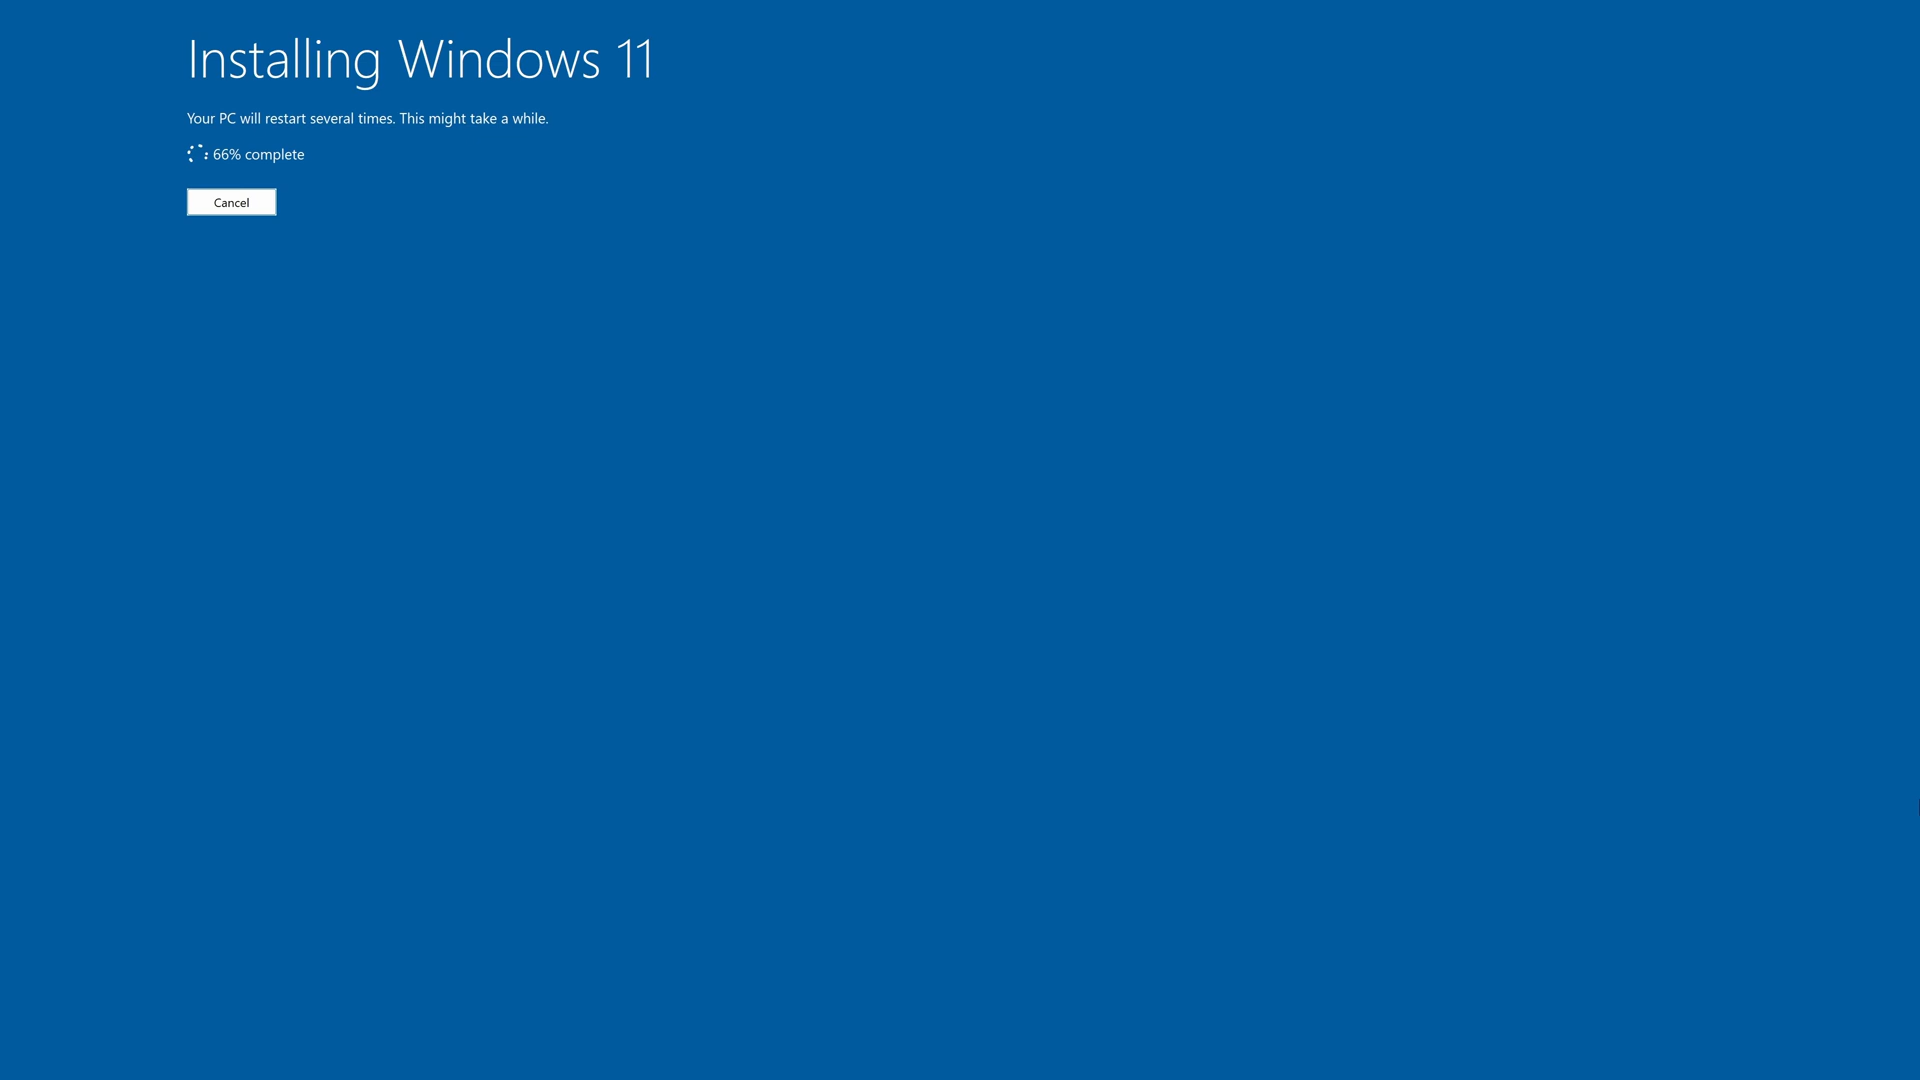 Installing Windows 11
Your PC will restart several times. This might take a while.
66% complete
Cancel